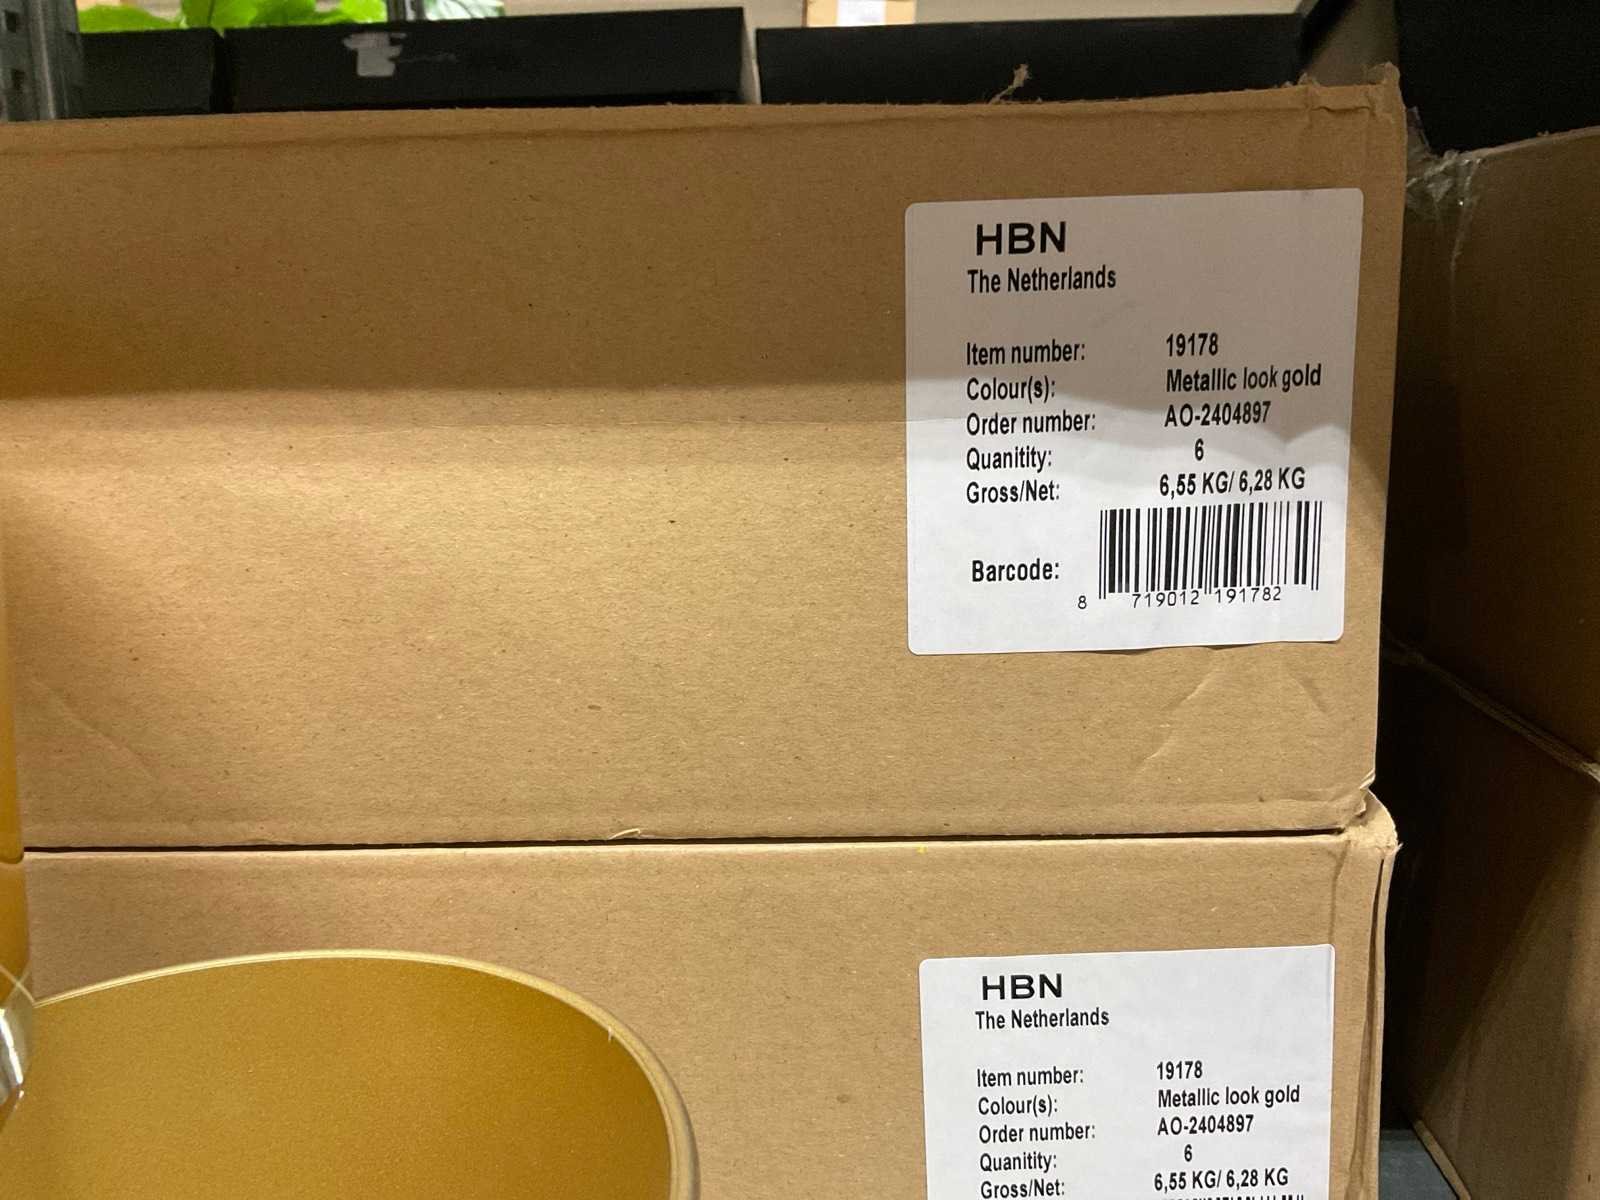 HBN
The Netherlands
Item number: 19178
Colour(s): Metallic look gold
Order number: AO-2404897
Quanitity: 6
Gross/Net: 6,55 KG/ 6,28 KG
Barcode:
8 719012 191782
HBN
The Netherlands
Item number: 19178
Colour(s): Metallic look gold
Order number: AO-2404897
Quanitity: 6
Gross/Net: 6,55 KG/ 6,28 KG